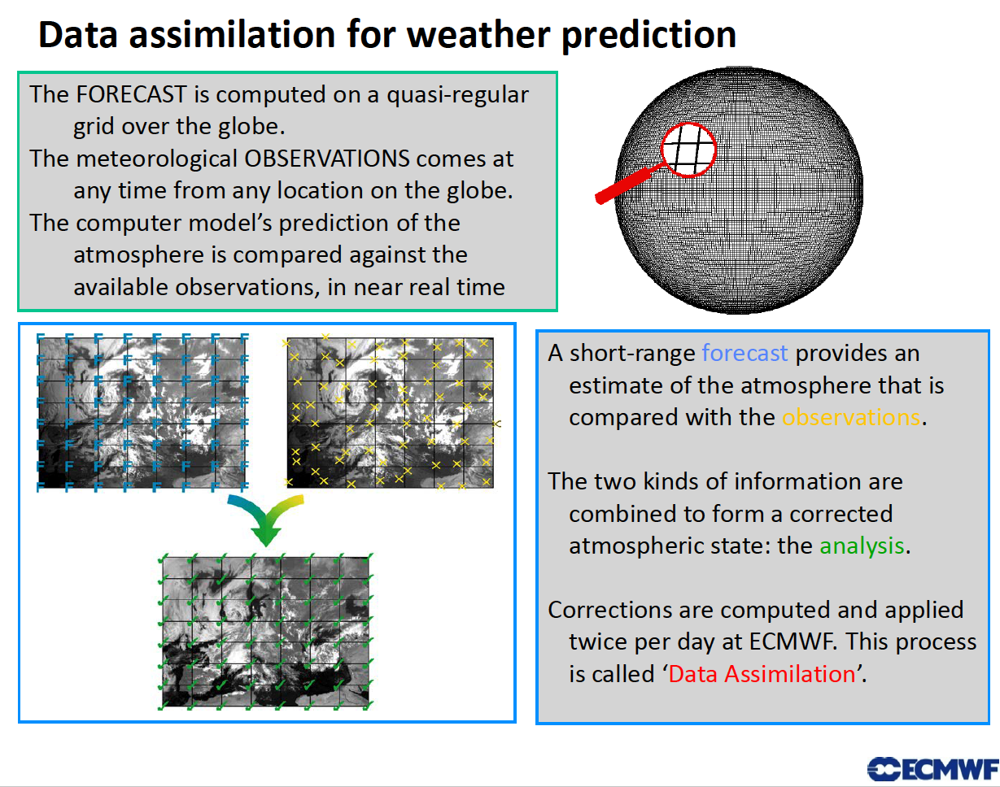 Data assimilation for weather prediction
The FORECAST is computed on a quasi-regular
grid over the globe.
The meteorological OBSERVATIONS comes at
any time from any location on the globe.
The computer model’s prediction of the
atmosphere is compared against the
available observations, in near real time
F F F F F F F F
F F F F F F F F
F F F F F F F F
F F F F F F F F
F F F F F F F F
F F F F F F F F
F F F F F F F F
F F F F F F F F
A short-range forecast provides an
estimate of the atmosphere that is
compared with the observations.
The two kinds of information are
combined to form a corrected
atmospheric state: the analysis.
Corrections are computed and applied
twice per day at ECMWF. This process
is called ‘Data Assimilation’.
ECMWF